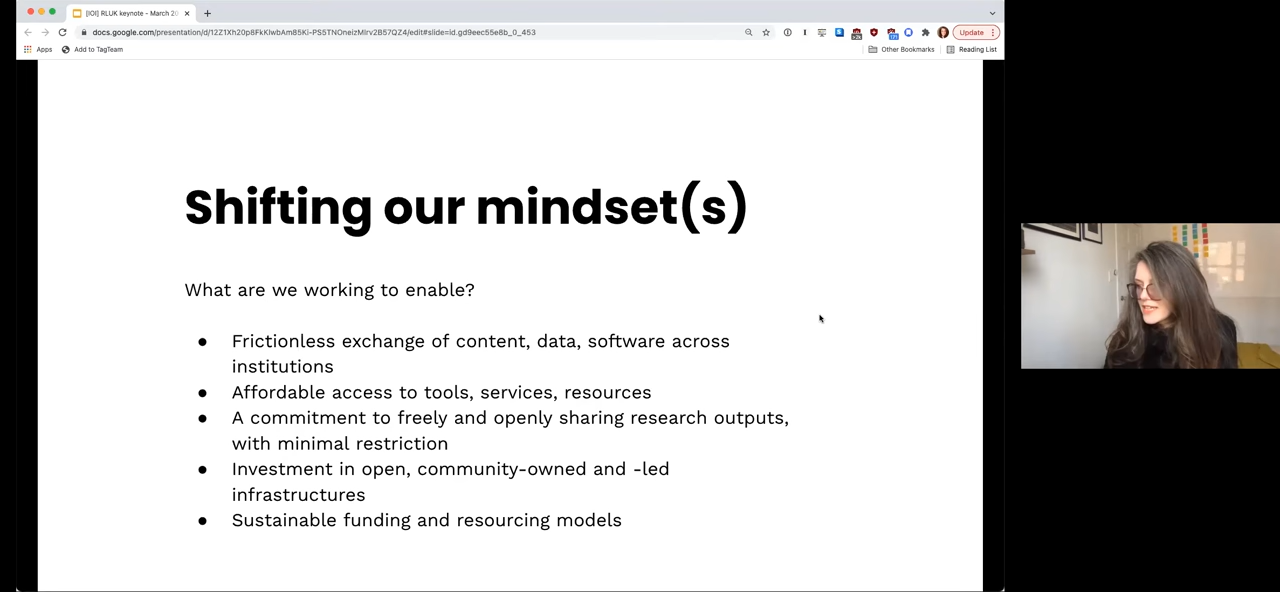 [IOI] RLUK keynote - March 20
docs.google.com/presentation/d/12Z1Xh20p8FkKIwbAm85Ki-PS5TNOneizMIrv2B57QZ4/edit#slide=id.gd9eec55e8b_0_453
Update
Apps
Add to TagTeam
Other Bookmarks
Reading List
Shifting our mindset(s)
What are we working to enable?
● Frictionless exchange of content, data, software across
institutions
● Affordable access to tools, services, resources
● A commitment to freely and openly sharing research outputs,
with minimal restriction
● Investment in open, community-owned and -led
infrastructures
● Sustainable funding and resourcing models